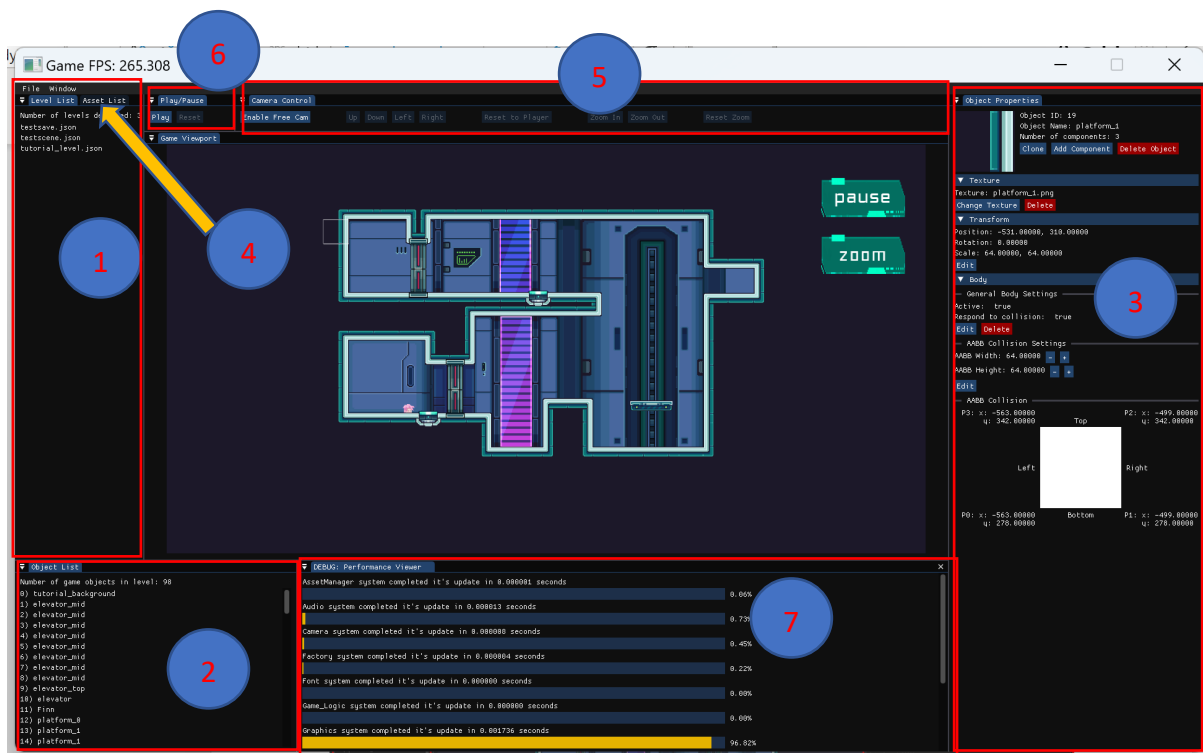 6
5
Game FPS: 265.308
File Window
Level List Asset List
Number of levels de
testsave.json
testscene.json
tutorial_level.json
1
4
Play/Pause
Play Reset
Camera Control
Enable Free Cam Up Down Left Right Reset to Player Zoom In Zoom Out Reset Zoom
Game Viewport
pause
zoom
Object Properties
Object ID: 19
Object Name: platform_1
Number of components: 3
Clone Add Component Delete Object
Texture
Texture: platform_1.png
Change Texture Delete
Transform
Position: -531.00000, 310.00000
Rotation: 0.00000
Scale: 64.00000, 64.00000
Edit
Body
General Body Settings
Active: true
Respond to collision: true
Edit Delete
3
AABB Collision Settings
AABB Width: 64.00000 - +
AABB Height: 64.00000 - +
Edit
AABB Collision
P3: x: -563.00000 P2: x: -499.00000
y: 342.00000 Top y: 342.00000
Left Right
P0: x: -563.00000 Bottom P1: x: -499.00000
y: 278.00000 y: 278.00000
Object List
Number of game objects in level: 98
0) tutorial_background
1) elevator_mid
2) elevator_mid
3) elevator_mid
4) elevator_mid
5) elevator_mid
6) elevator_mid
7) elevator_mid
8) elevator_mid
9) elevator_top
10) elevator
11) Finn
12) platform_0
13) platform_1
14) platform_1
2
DEBUG: Performance Viewer
AssetManager system completed it's update in 0.000001 seconds
0.06%
Audio system completed it's update in 0.000013 seconds
0.73%
Camera system completed it's update in 0.000000 seconds
0.45%
Factory system completed it's update in 0.000004 seconds
0.22%
Font system completed it's update in 0.000000 seconds
0.00%
Game_Logic system completed it's update in 0.000000 seconds
0.00%
Graphics system completed it's update in 0.001736 seconds
96.82%
7